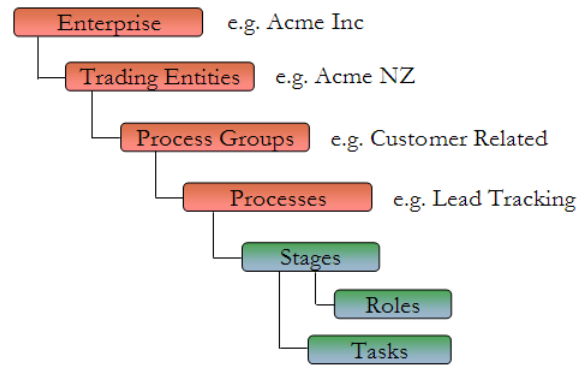 Enterprise e.g. Acme Inc
Trading Entities e.g. Acme NZ
Process Groups e.g. Customer Related
Processes e.g. Lead Tracking
Stages
Roles
Tasks